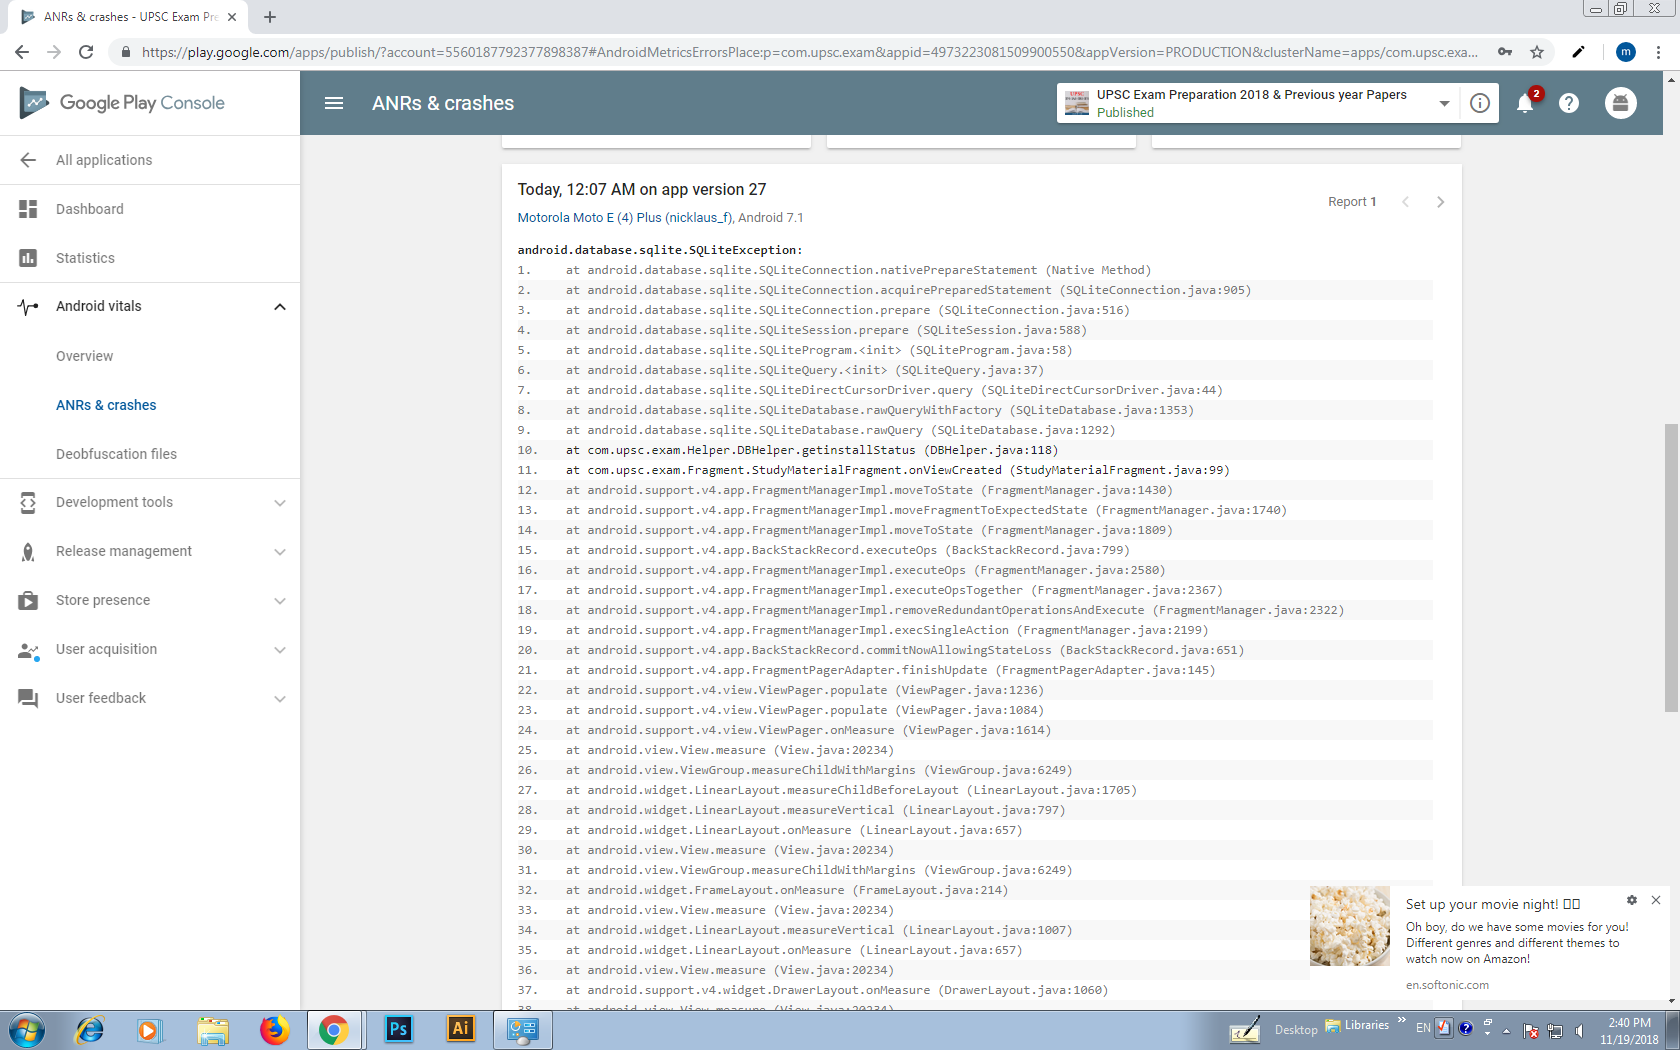 ANRs & crashes - UPSC Exam Pre
https://play.google.com/apps/publish/?account=5560187792377898387#AndroidMetricsErrorsPlace:p=com.upsc.exam&appid=4973223081509900550&appVersion=PRODUCTION&clusterName=apps/com.upsc.exa...
m
Google Play Console
ANRs & crashes
UPSC Exam Preparation 2018 & Previous year Papers
Published
2
All applications
Dashboard
Statistics
Android vitals
Overview
ANRs & crashes
Deobfuscation files
Development tools
Release management
Store presence
User acquisition
User feedback
Today, 12:07 AM on app version 27
Report 1
Motorola Moto E (4) Plus (nicklaus_f), Android 7.1
android.database.sqlite.SQLiteException:
1. at android.database.sqlite.SQLiteConnection.nativePrepareStatement (Native Method)
2. at android.database.sqlite.SQLiteConnection.acquirePreparedStatement (SQLiteConnection.java:905)
3. at android.database.sqlite.SQLiteConnection.prepare (SQLiteConnection.java:516)
4. at android.database.sqlite.SQLiteSession.prepare (SQLiteSession.java:588)
5. at android.database.sqlite.SQLiteProgram.<init> (SQLiteProgram.java:58)
6. at android.database.sqlite.SQLiteQuery.<init> (SQLiteQuery.java:37)
7. at android.database.sqlite.SQLiteDirectCursorDriver.query (SQLiteDirectCursorDriver.java:44)
8. at android.database.sqlite.SQLiteDatabase.rawQueryWithFactory (SQLiteDatabase.java:1353)
9. at android.database.sqlite.SQLiteDatabase.rawQuery (SQLiteDatabase.java:1292)
10. at com.upsc.exam.Helper.DBHelper.getinstallStatus (DBHelper.java:118)
11. at com.upsc.exam.Fragment.StudyMaterialFragment.onViewCreated (StudyMaterialFragment.java:99)
12. at android.support.v4.app.FragmentManagerImpl.moveToState (FragmentManager.java:1430)
13. at android.support.v4.app.FragmentManagerImpl.moveFragmentToExpectedState (FragmentManager.java:1740)
14. at android.support.v4.app.FragmentManagerImpl.moveToState (FragmentManager.java:1809)
15. at android.support.v4.app.BackStackRecord.executeOps (BackStackRecord.java:799)
16. at android.support.v4.app.FragmentManagerImpl.executeOps (FragmentManager.java:2580)
17. at android.support.v4.app.FragmentManagerImpl.executeOpsTogether (FragmentManager.java:2367)
18. at android.support.v4.app.FragmentManagerImpl.removeRedundantOperationsAndExecute (FragmentManager.java:2322)
19. at android.support.v4.app.FragmentManagerImpl.execSingleAction (FragmentManager.java:2199)
20. at android.support.v4.app.BackStackRecord.commitNowAllowingStateLoss (BackStackRecord.java:651)
21. at android.support.v4.app.FragmentPagerAdapter.finishUpdate (FragmentPagerAdapter.java:145)
22. at android.support.v4.view.ViewPager.populate (ViewPager.java:1236)
23. at android.support.v4.view.ViewPager.populate (ViewPager.java:1084)
24. at android.support.v4.view.ViewPager.onMeasure (ViewPager.java:1614)
25. at android.view.View.measure (View.java:20234)
26. at android.view.ViewGroup.measureChildWithMargins (ViewGroup.java:6249)
27. at android.widget.LinearLayout.measureChildBeforeLayout (LinearLayout.java:1705)
28. at android.widget.LinearLayout.measureVertical (LinearLayout.java:797)
29. at android.widget.LinearLayout.onMeasure (LinearLayout.java:657)
30. at android.view.View.measure (View.java:20234)
31. at android.view.ViewGroup.measureChildWithMargins (ViewGroup.java:6249)
32. at android.widget.FrameLayout.onMeasure (FrameLayout.java:214)
33. at android.view.View.measure (View.java:20234)
34. at android.widget.LinearLayout.measureVertical (LinearLayout.java:1007)
35. at android.widget.LinearLayout.onMeasure (LinearLayout.java:657)
36. at android.view.View.measure (View.java:20234)
37. at android.support.v4.widget.DrawerLayout.onMeasure (DrawerLayout.java:1060)
38. at android.view.View.measure (View.java:20234)
Set up your movie night!
Oh boy, do we have some movies for you!
Different genres and different themes to
watch now on Amazon!
en.softonic.com
Ps
Ai
Desktop
Libraries
EN
2:40 PM
11/19/2018